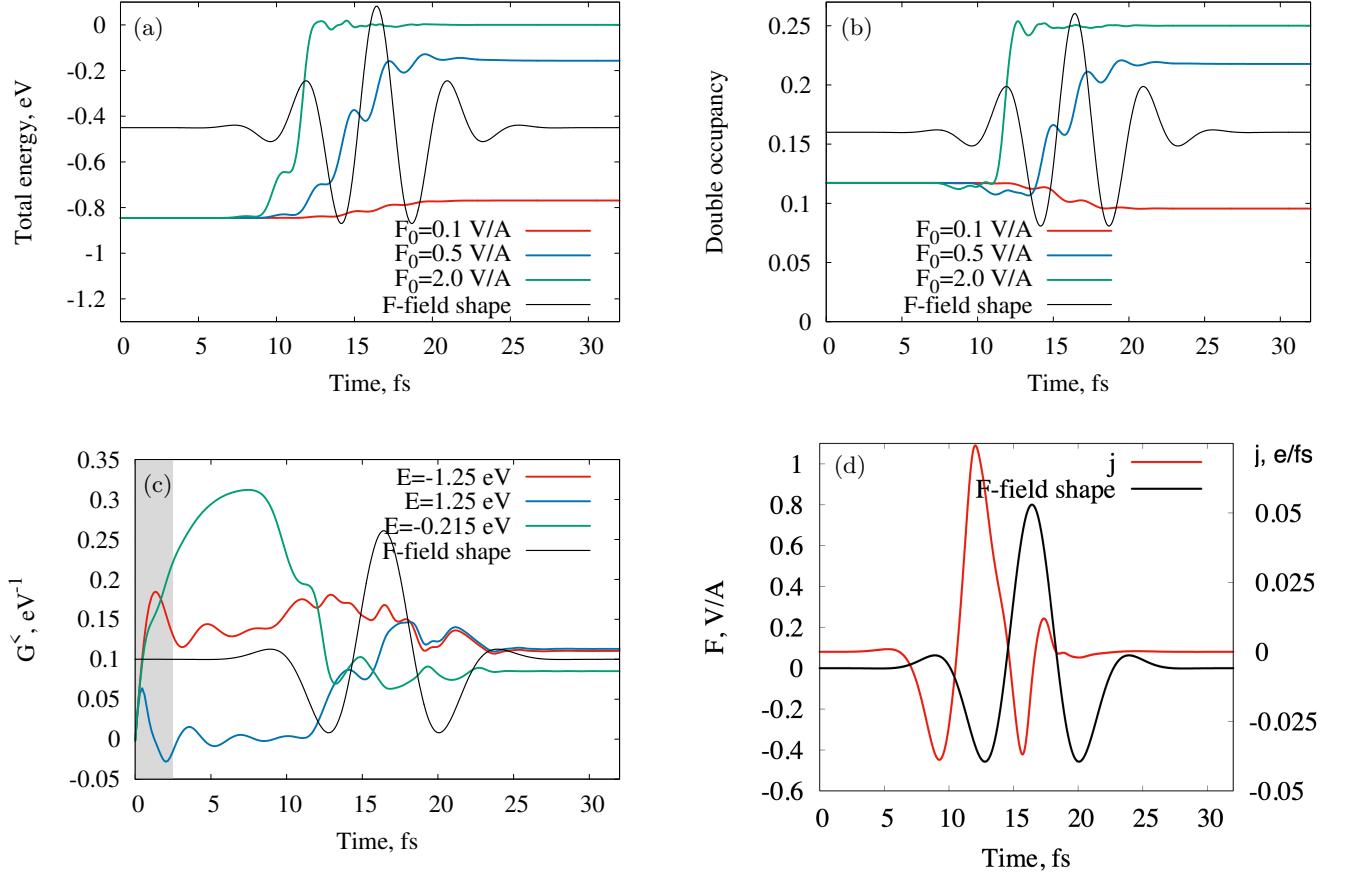 (a)
0
-0.2
-0.4
-0.6
-0.8
-1
-1.2
Total energy, eV
F0=0.1 V/A
F0=0.5 V/A
F0=2.0 V/A
F-field shape
0 5 10 15 20 25 30
Time, fs
(b)
0.25
0.2
0.15
0.1
0.05
0
Double occupancy
F0=0.1 V/A
F0=0.5 V/A
F0=2.0 V/A
F-field shape
0 5 10 15 20 25 30
Time, fs
(c)
0.35
0.3
0.25
0.2
0.15
0.1
0.05
0
-0.05
G<, eV-1
E=-1.25 eV
E=1.25 eV
E=-0.215 eV
F-field shape
0 5 10 15 20 25 30
Time, fs
(d)
1
0.8
0.6
0.4
0.2
0
-0.2
-0.4
-0.6
F, V/A
j
F-field shape
j, e/fs
0.05
0.025
0
-0.025
-0.05
0 5 10 15 20 25 30
Time, fs